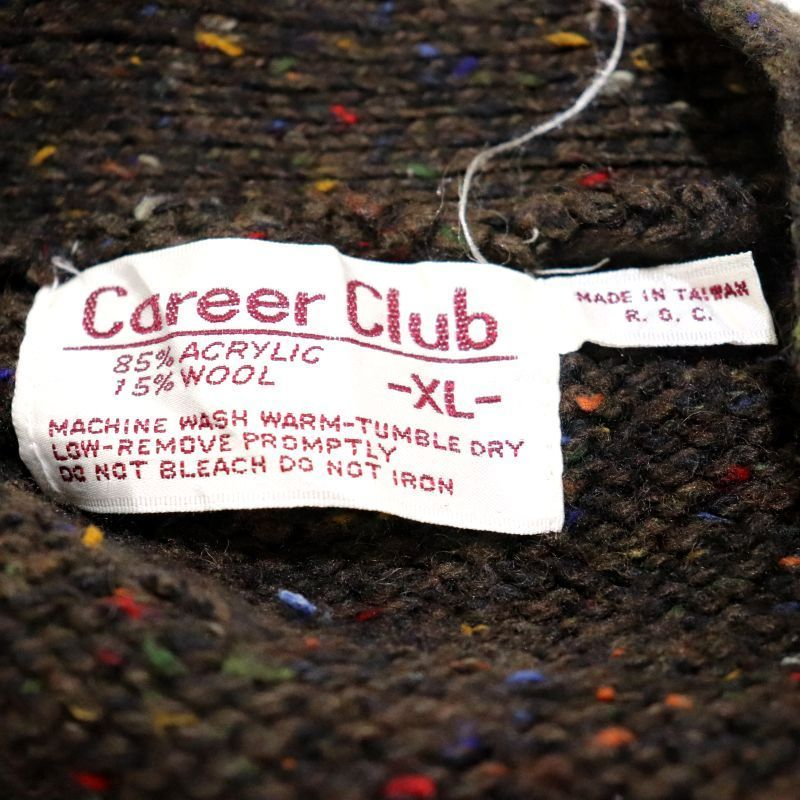 Career Club
85% ACRYLIC
15% WOOL
-XL-
MACHINE WASH WARM-TUMBLE DRY
LOW-REMOVE PROMPTLY
DO NOT BLEACH DO NOT IRON
MADE IN TAIWAN
R. O. C.